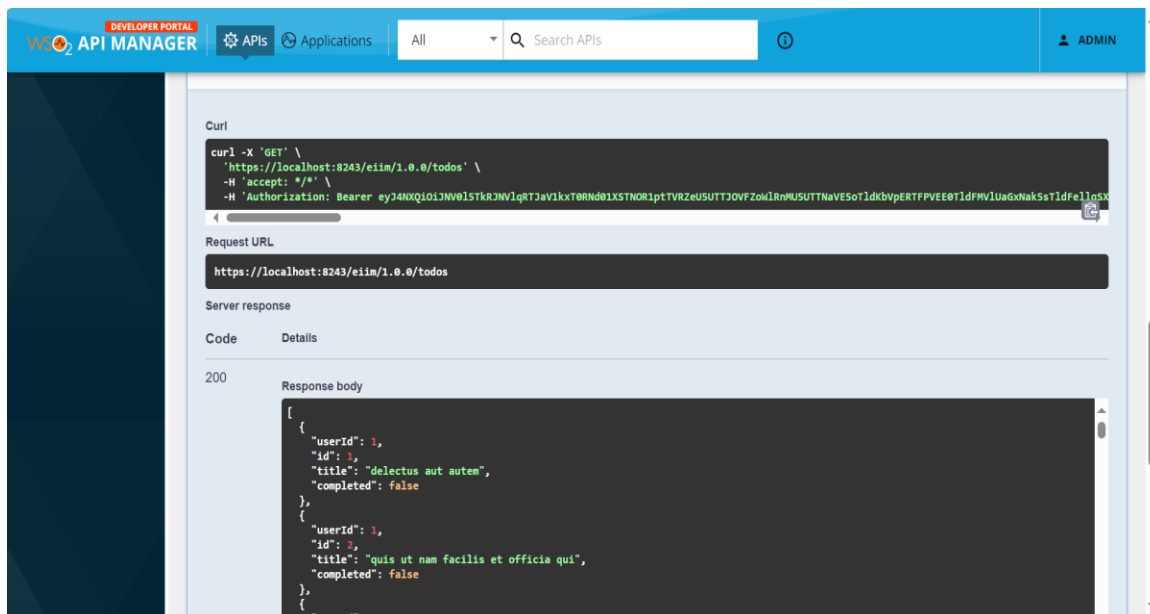 DEVELOPER PORTAL
WSO2 API MANAGER
APIs
Applications
All
Search APIs
ADMIN
Curl
curl -X 'GET' \
'https://localhost:8243/eiim/1.0.0/todos' \
-H 'accept: */*' \
-H 'Authorization: Bearer
Request URL
https://localhost:8243/eiim/1.0.0/todos
Server response
Code Details
200
Response body
[
{
"userId": 1,
"id": 1,
"title": "delectus aut autem",
"completed": false
},
{
"userId": 1,
"id": 2,
"title": "quis ut nam facilis et officia qui",
"completed": false
},
{